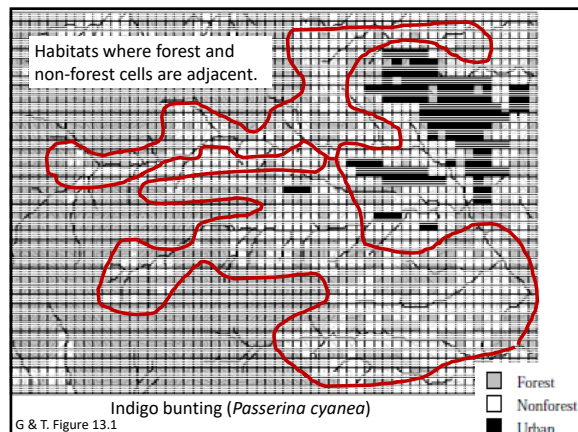 Habitats where forest and
non-forest cells are adjacent.
Indigo bunting (Passerina cyanea)
G & T. Figure 13.1
Forest
Nonforest
Urban